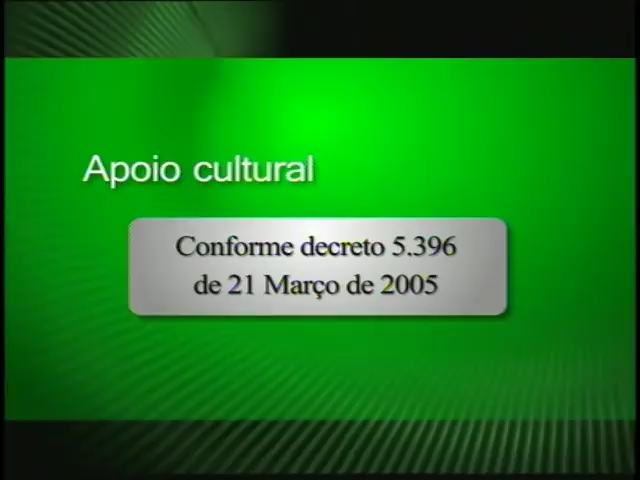 Apoio cultural
Conforme decreto 5.396
de 21 Março de 2005